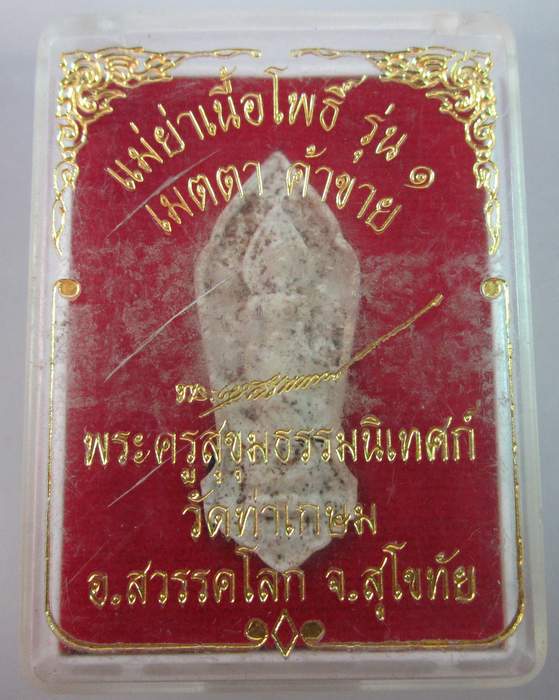 แม่ย่าเนื้อโพธิ์ รุ่น ๑
เมตตา ค้าขาย
พระครูสุขุมธรรมนิเทศก์
วัดท่าเกษม
อ.สวรรคโลก จ.สุโขทัย